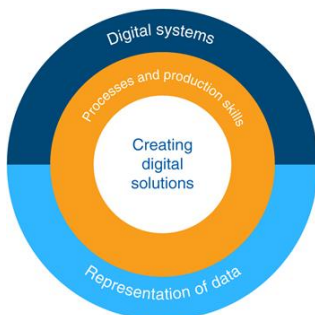 Digital systems
Processes and production skills
Creating
digital
solutions
Representation of data